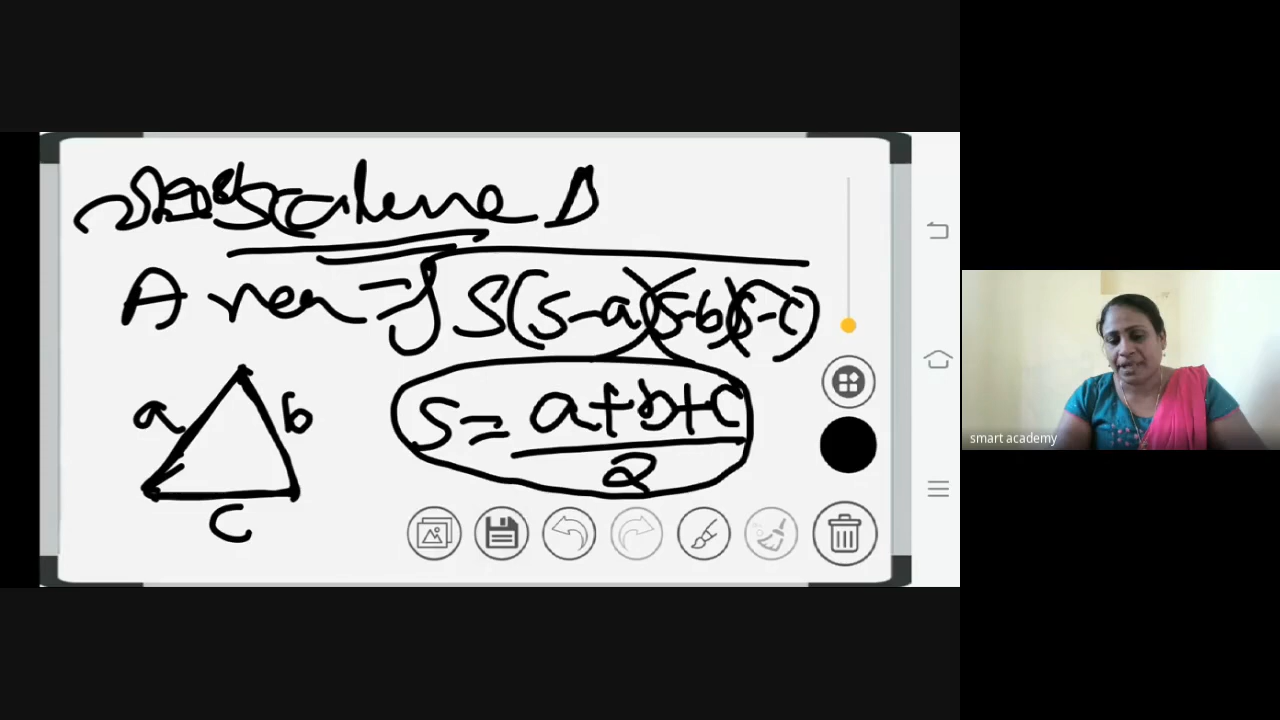 Scalene Δ
Area = √S(S-a)(S-b)(S-c)
a
b
c
S = a+b+c
2
smart academy